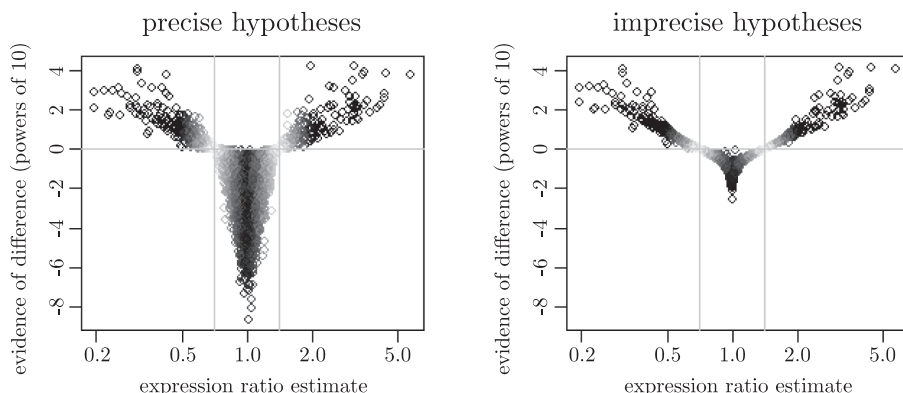 precise hypotheses
evidence of difference (powers of 10)
4
2
0
-2
-4
-6
-8
0.2 0.5 1.0 2.0 5.0
expression ratio estimate
imprecise hypotheses
evidence of difference (powers of 10)
4
2
0
-2
-4
-6
-8
0.2 0.5 1.0 2.0 5.0
expression ratio estimate